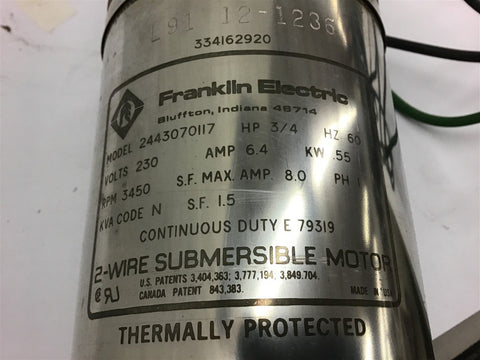 L91 12-1236
334162920
Franklin Electric
Bluffton, Indiana 46714
MODEL 2443070117 HP 3/4 HZ 60
VOLTS 230 AMP 6.4 KW .55
RPM 3450 S.F. MAX. AMP. 8.0 PH
KVA CODE N S.F. 1.5
CONTINUOUS DUTY E 79319
2-WIRE SUBMERSIBLE MOTOR
U.S. PATENTS 3,404,363; 3,777,194; 3,849,704.
CANADA PATENT 843,383. MADE IN U.S.A.
THERMALLY PROTECTED